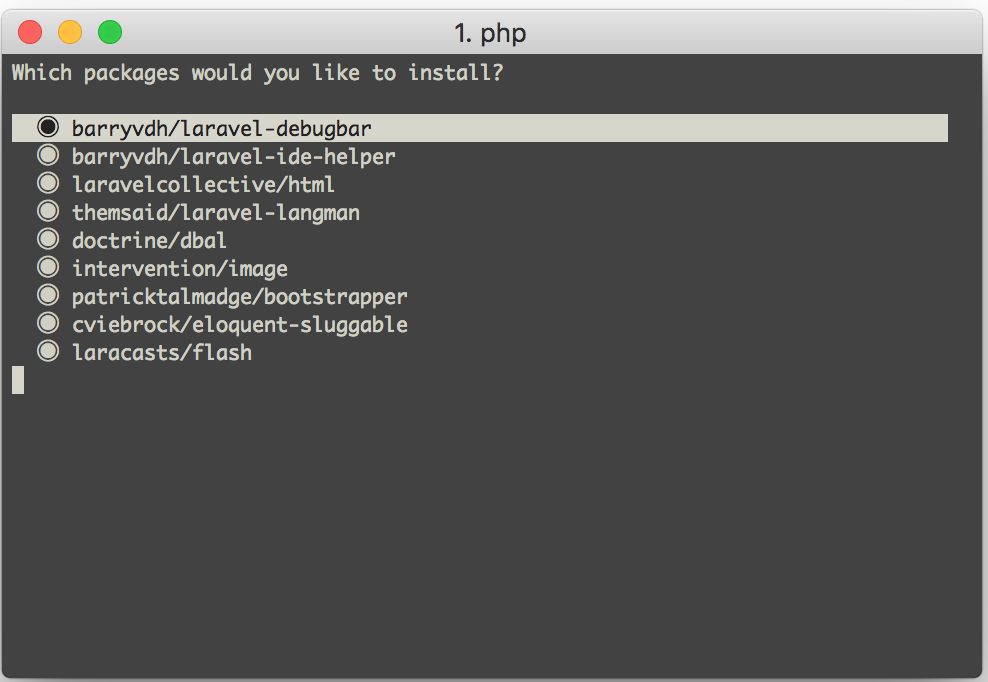 1. php
Which packages would you like to install?
barryvdh/laravel-debugbar
barryvdh/laravel-ide-helper
laravelcollective/html
themsaid/laravel-langman
doctrine/dbal
intervention/image
patricktalmadge/bootstrapper
cviebrock/eloquent-sluggable
laracasts/flash